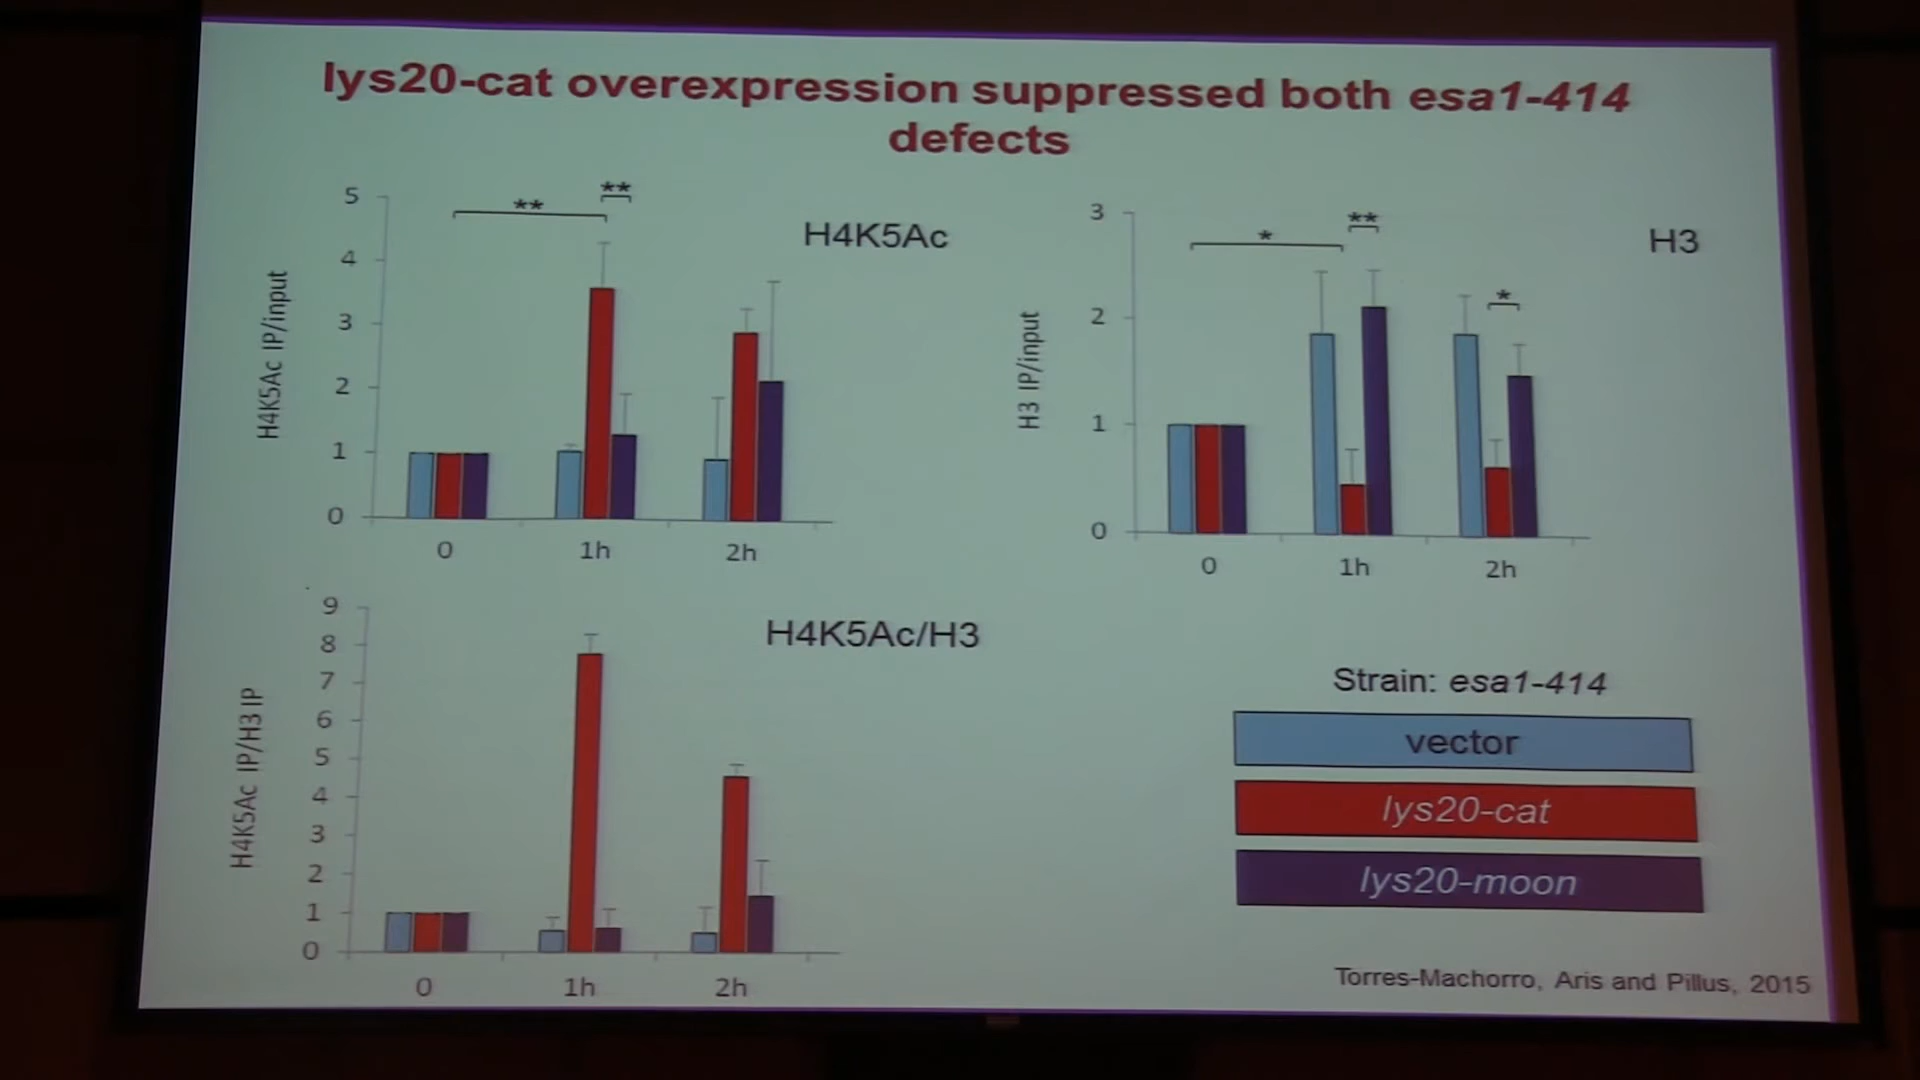 lys20-cat overexpression suppressed both esa1-414
defects
5
4
3
2
1
0
H4K5Ac IP/input
**
**
H4K5Ac
0 1h 2h
3
2
1
0
H3 IP/input
*
**
*
H3
0 1h 2h
9
8
7
6
5
4
3
2
1
0
H4K5Ac IP/H3 IP
H4K5Ac/H3
0 1h 2h
Strain: esa1-414
vector
lys20-cat
lys20-moon
Torres-Machorro, Aris and Pillus, 2015